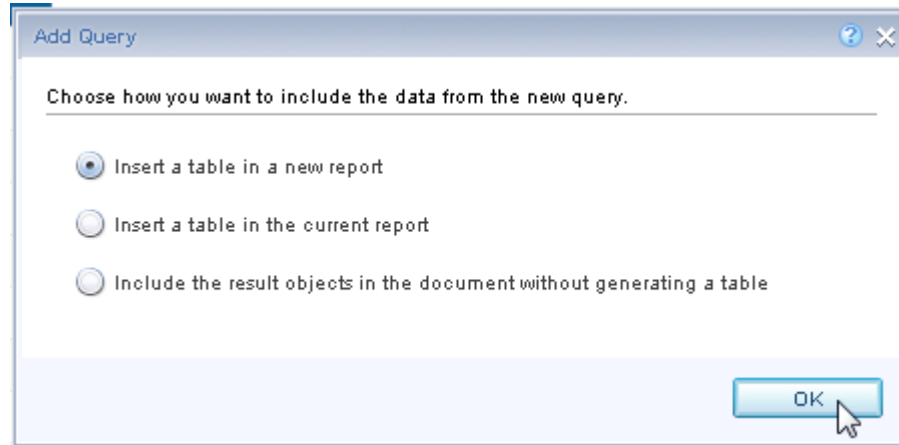 Add Query
Choose how you want to include the data from the new query.
Insert a table in a new report
Insert a table in the current report
Include the result objects in the document without generating a table
OK